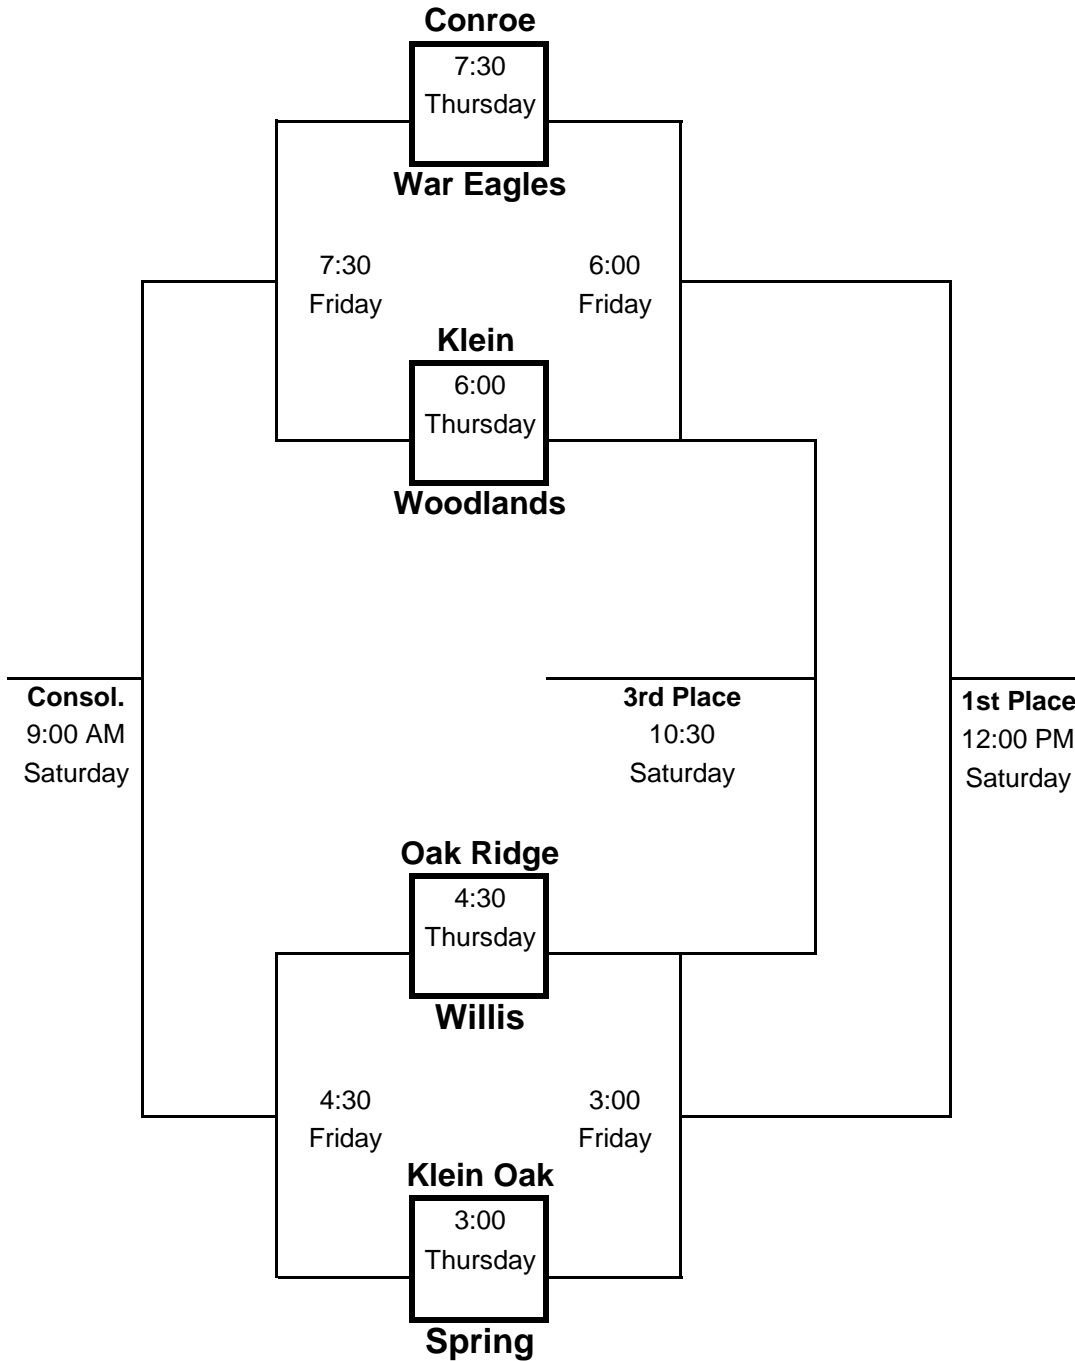 Conroe
7:30
Thursday
War Eagles
7:30
Friday
6:00
Friday
Klein
6:00
Thursday
Woodlands
Consol.
9:00 AM
Saturday
3rd Place
10:30
Saturday
1st Place
12:00 PM
Saturday
Oak Ridge
4:30
Thursday
Willis
4:30
Friday
3:00
Friday
Klein Oak
3:00
Thursday
Spring